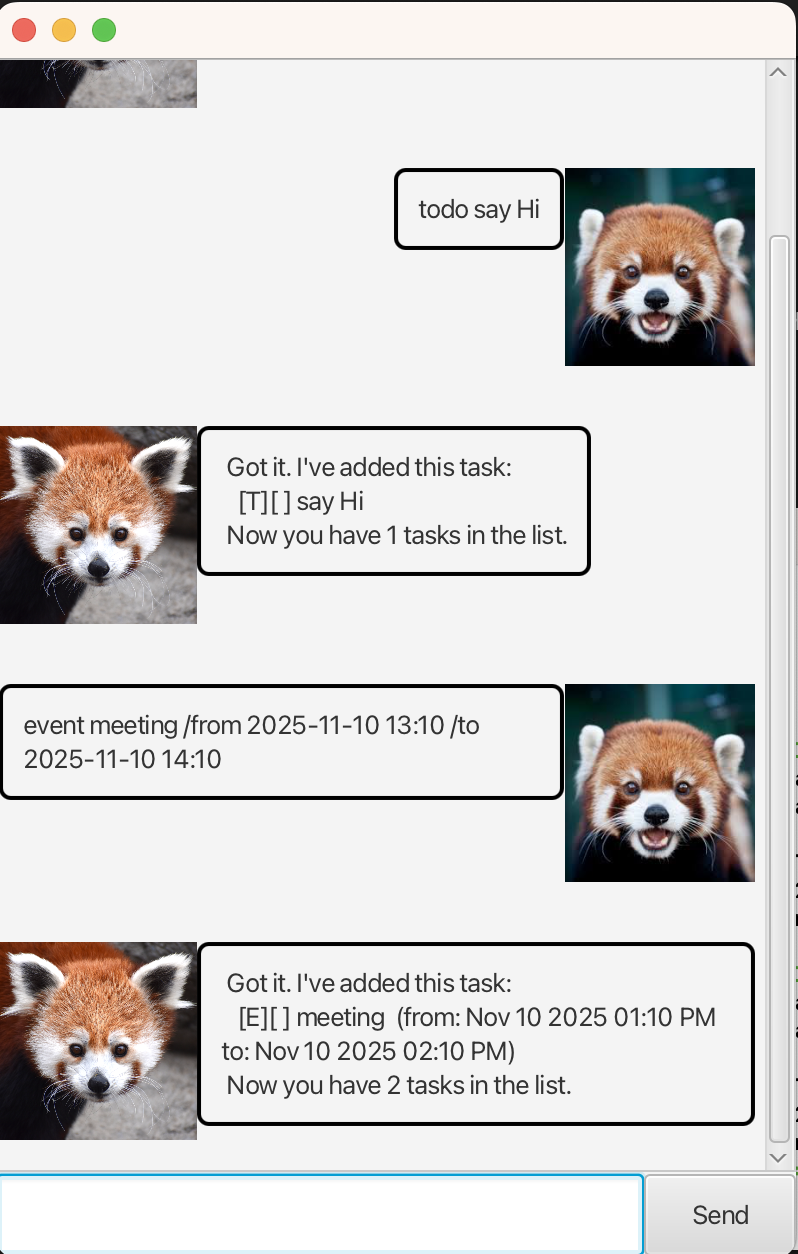 todo say Hi
Got it. I've added this task:
[T][ ] say Hi
Now you have 1 tasks in the list.
event meeting /from 2025-11-10 13:10 /to
2025-11-10 14:10
Got it. I've added this task:
[E][ ] meeting  (from: Nov 10 2025 01:10 PM
to: Nov 10 2025 02:10 PM)
Now you have 2 tasks in the list.
Send